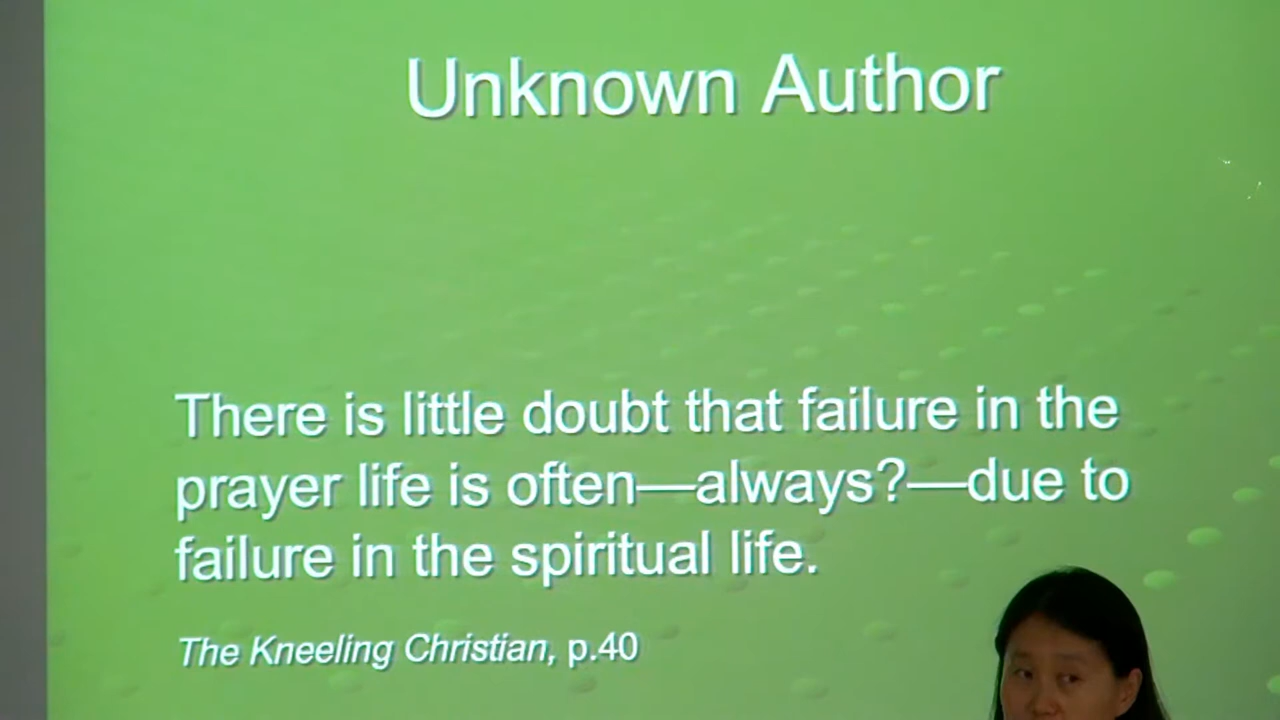 Unknown Author
There is little doubt that failure in the
prayer life is often—always?—due to
failure in the spiritual life.
The Kneeling Christian, p.40